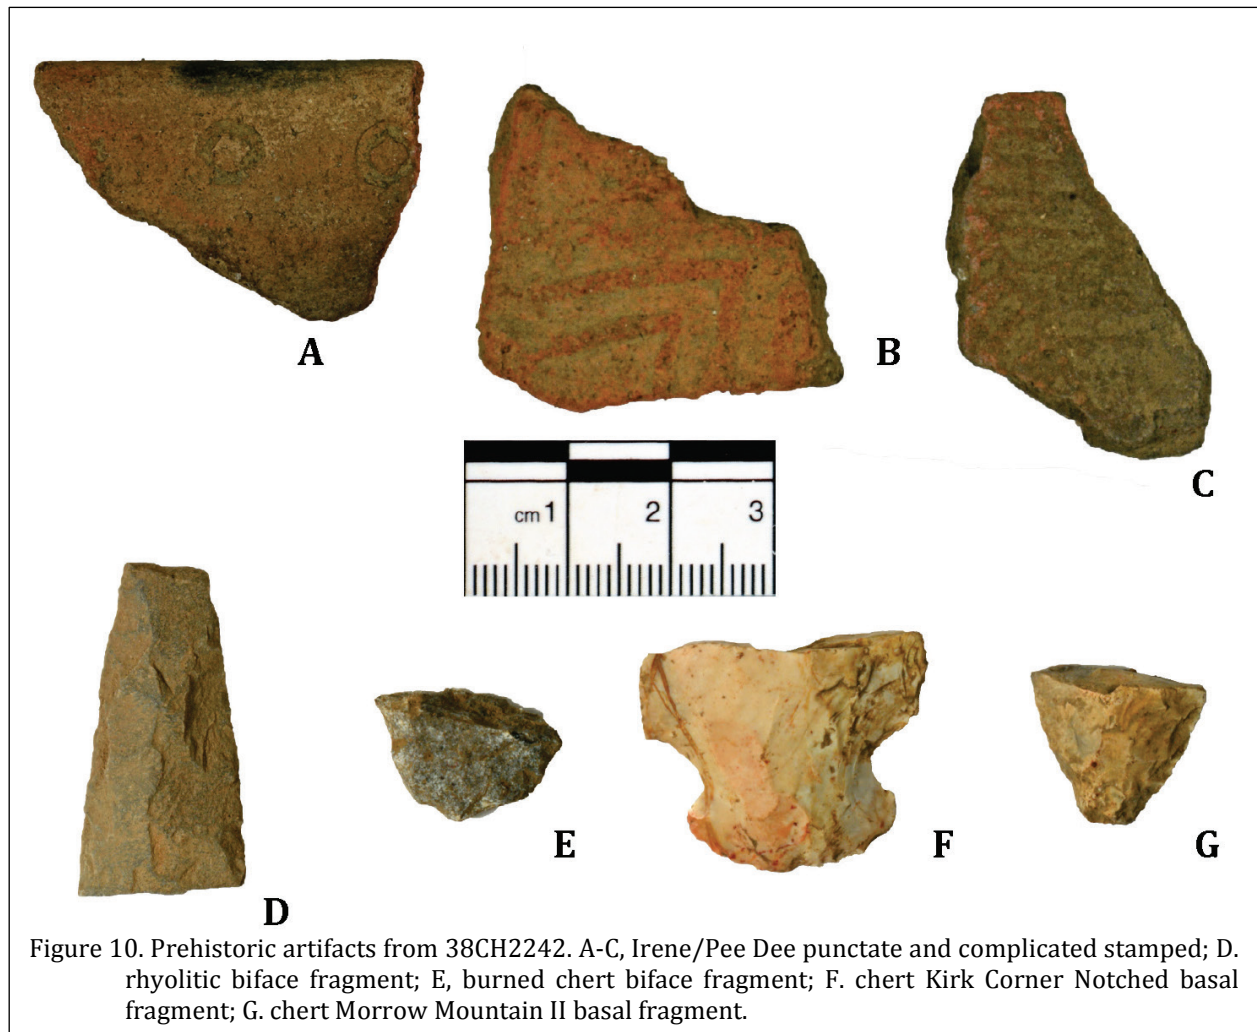 A
B
C
cm 1 2 3
D
E
F
G
Figure 10. Prehistoric artifacts from 38CH2242. A-C, Irene/Pee Dee punctate and complicated stamped; D.
rhyolitic biface fragment; E, burned chert biface fragment; F. chert Kirk Corner Notched basal
fragment; G. chert Morrow Mountain II basal fragment.